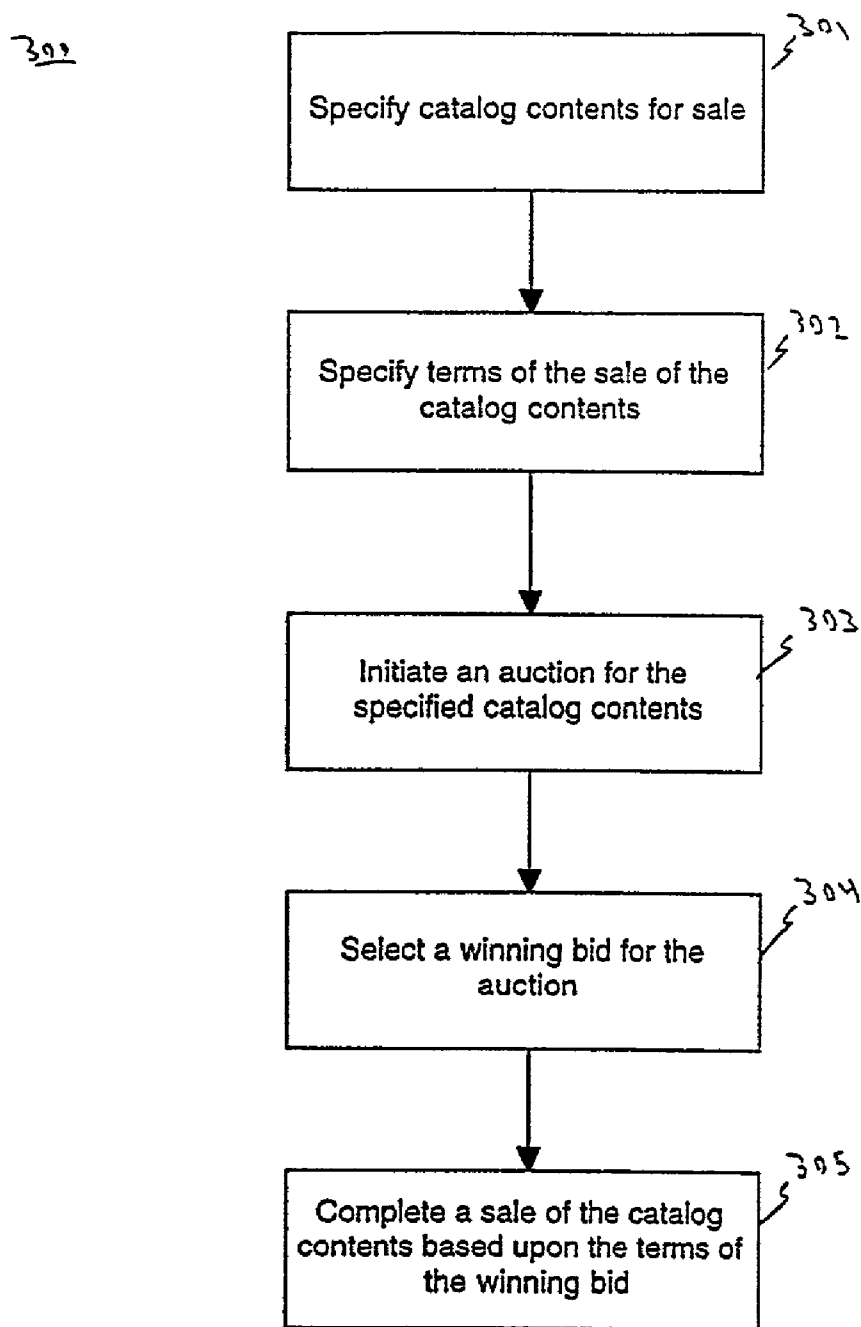 300
301
Specify catalog contents for sale
302
Specify terms of the sale of the
catalog contents
303
Initiate an auction for the
specified catalog contents
304
Select a winning bid for the
auction
305
Complete a sale of the catalog
contents based upon the terms of
the winning bid